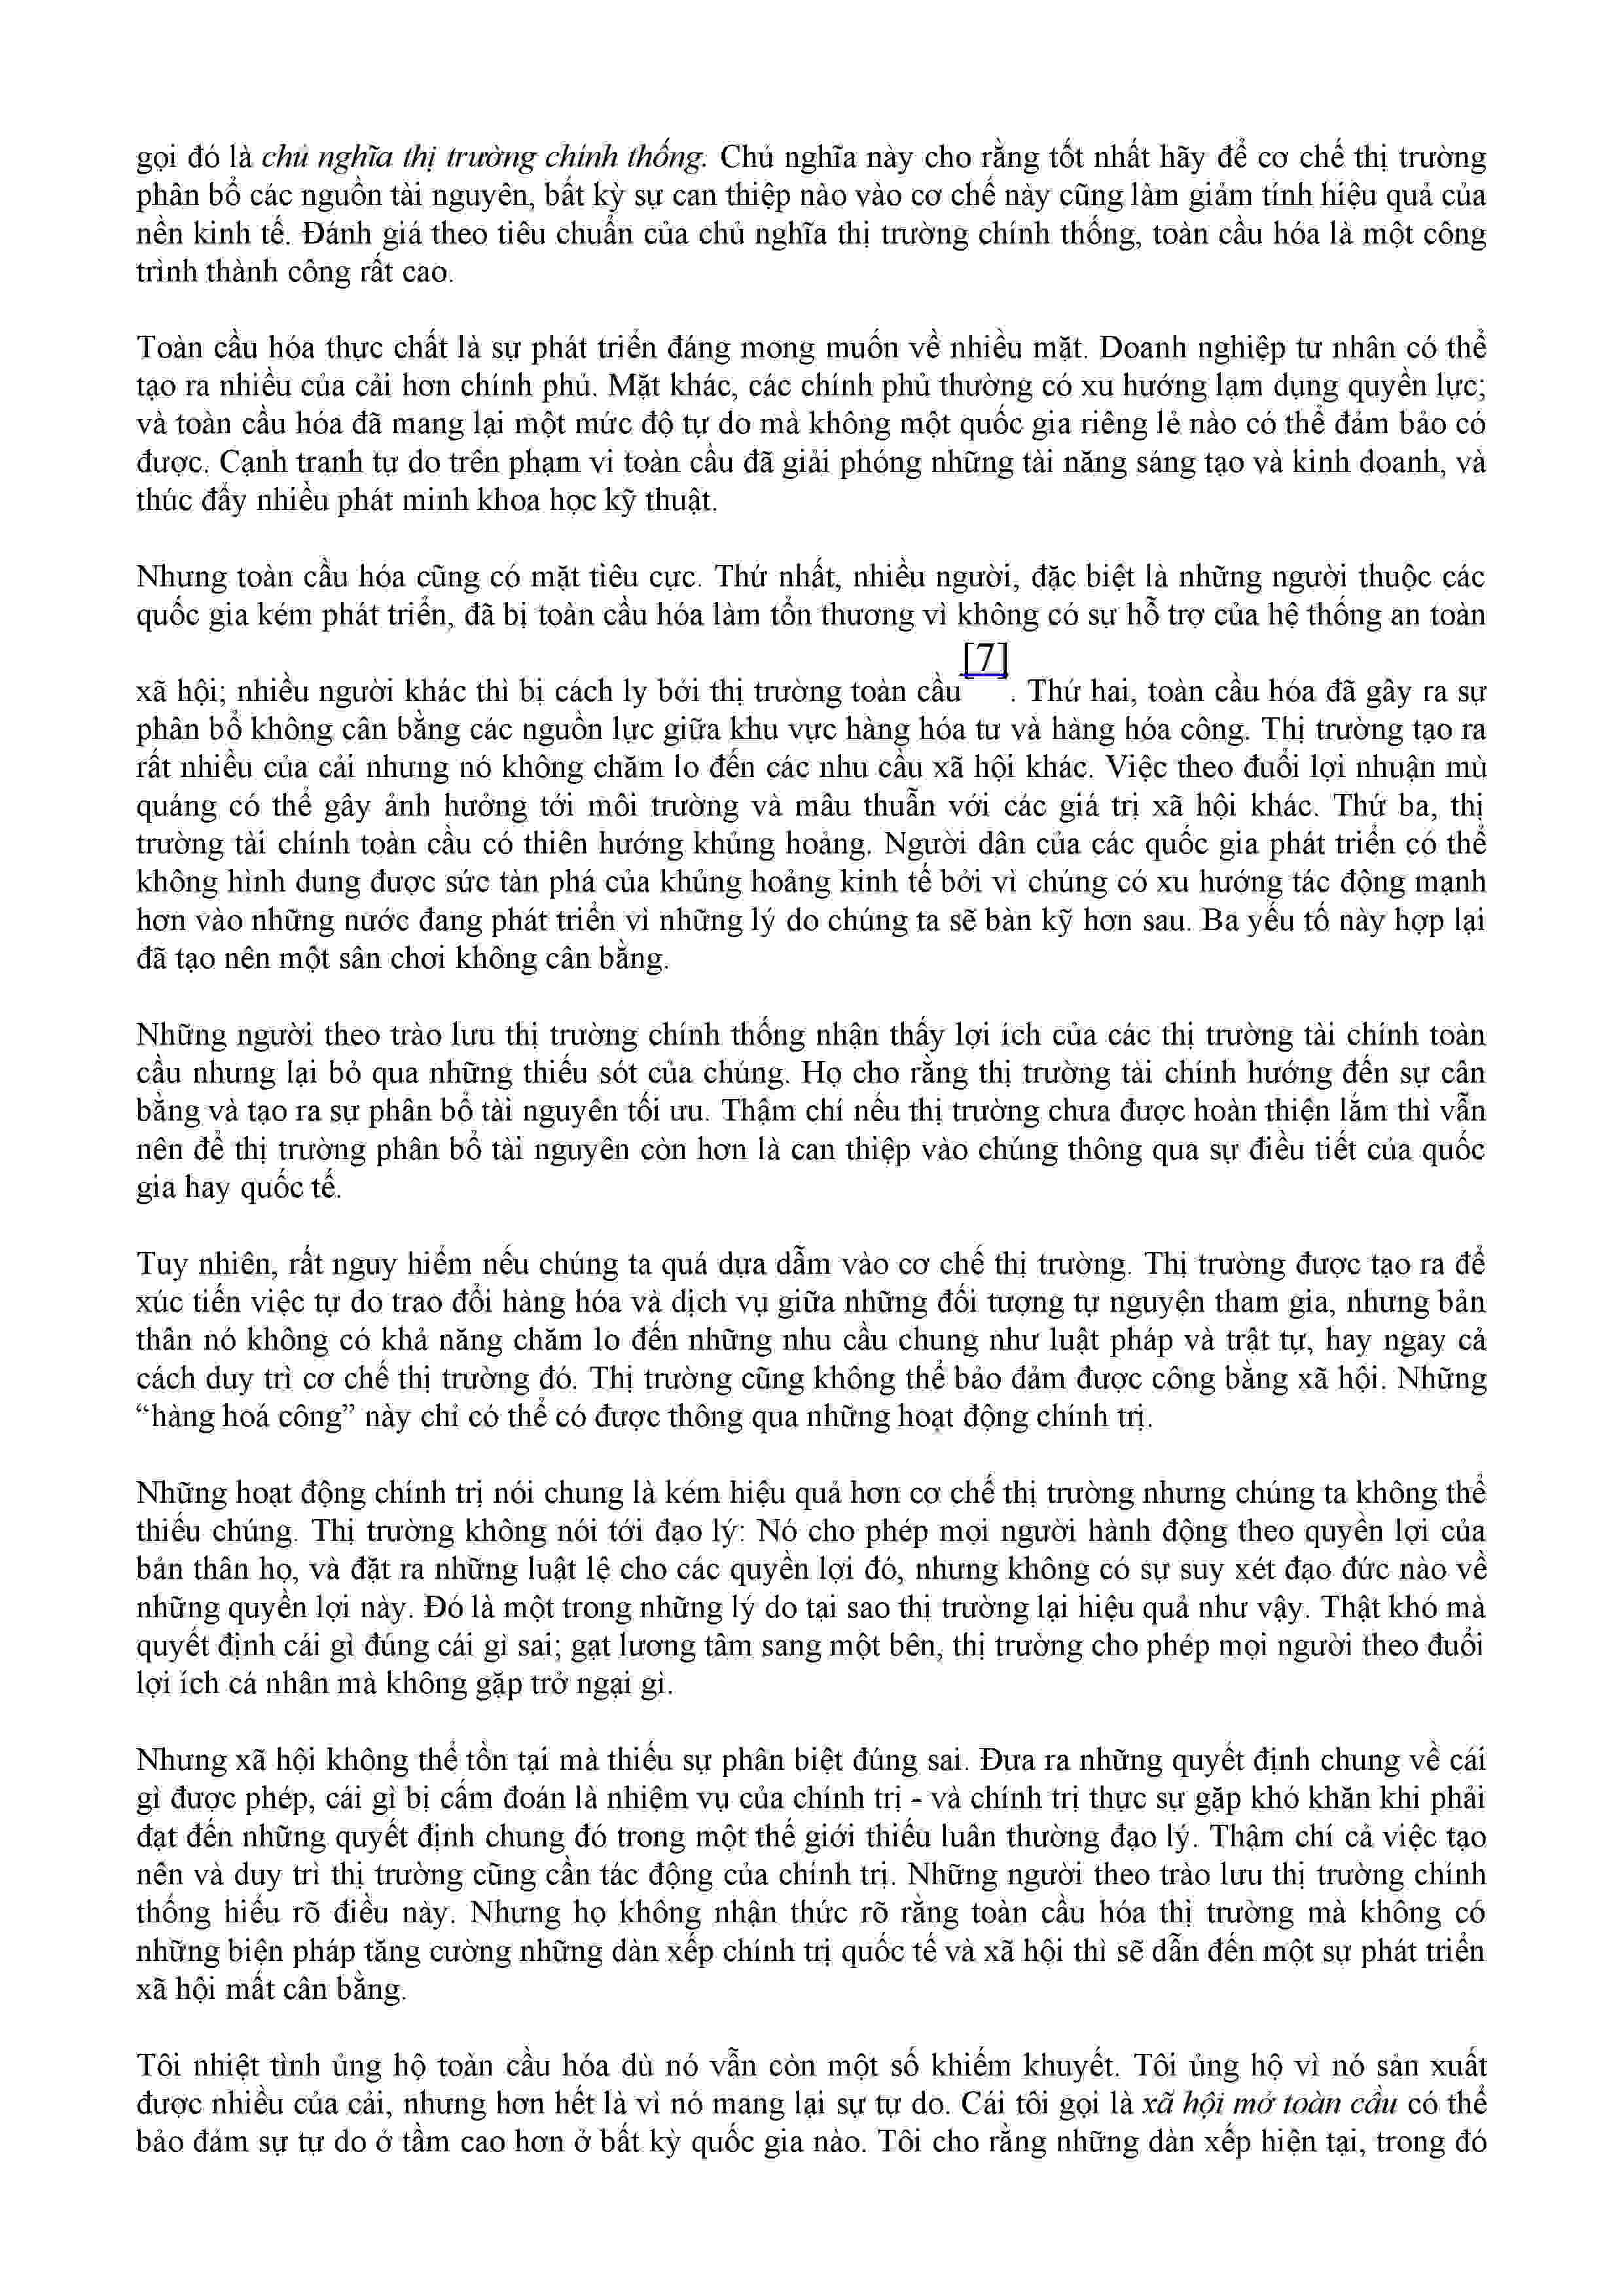 gọi đó là chủ nghĩa thị trường chính thống. Chủ nghĩa này cho rằng tốt nhất hãy để cơ chế thị trường
phân bổ các nguồn tài nguyên, bất kỳ sự can thiệp nào vào cơ chế này cũng làm giảm tính hiệu quả của
nền kinh tế. Đánh giá theo tiêu chuẩn của chủ nghĩa thị trường chính thống, toàn cầu hóa là một công
trình thành công rất cao.
Toàn cầu hóa thực chất là sự phát triển đáng mong muốn về nhiều mặt. Doanh nghiệp tư nhân có thể
tạo ra nhiều của cải hơn chính phủ. Mặt khác, các chính phủ thường có xu hướng lạm dụng quyền lực;
và toàn cầu hóa đã mang lại một mức độ tự do mà không một quốc gia riêng lẻ nào có thể đảm bảo có
được. Cạnh tranh tự do trên phạm vi toàn cầu đã giải phóng những tài năng sáng tạo và kinh doanh, và
thúc đẩy nhiều phát minh khoa học kỹ thuật.
Nhưng toàn cầu hóa cũng có mặt tiêu cực. Thứ nhất, nhiều người, đặc biệt là những người thuộc các
quốc gia kém phát triển, đã bị toàn cầu hóa làm tổn thương vì không có sự hỗ trợ của hệ thống an toàn
xã hội; nhiều người khác thì bị cách ly bởi thị trường toàn cầu[7]. Thứ hai, toàn cầu hóa đã gây ra sự
phân bổ không cân bằng các nguồn lực giữa khu vực hàng hóa tư và hàng hóa công. Thị trường tạo ra
rất nhiều của cải nhưng nó không chăm lo đến các nhu cầu xã hội khác. Việc theo đuổi lợi nhuận mù
quáng có thể gây ảnh hưởng tới môi trường và mâu thuẫn với các giá trị xã hội khác. Thứ ba, thị
trường tài chính toàn cầu có thiên hướng khủng hoảng. Người dân của các quốc gia phát triển có thể
không hình dung được sức tàn phá của khủng hoảng kinh tế bởi vì chúng có xu hướng tác động mạnh
hơn vào những nước đang phát triển vì những lý do chúng ta sẽ bàn kỹ hơn sau. Ba yếu tố này hợp lại
đã tạo nên một sân chơi không cân bằng.
Những người theo trào lưu thị trường chính thống nhận thấy lợi ích của các thị trường tài chính toàn
cầu nhưng lại bỏ qua những thiếu sót của chúng. Họ cho rằng thị trường tài chính hướng đến sự cân
bằng và tạo ra sự phân bổ tài nguyên tối ưu. Thậm chí nếu thị trường chưa được hoàn thiện lắm thì vẫn
nên để thị trường phân bổ tài nguyên còn hơn là can thiệp vào chúng thông qua sự điều tiết của quốc
gia hay quốc tế.
Tuy nhiên, rất nguy hiểm nếu chúng ta quá dựa dẫm vào cơ chế thị trường. Thị trường được tạo ra để
xúc tiến việc tự do trao đổi hàng hóa và dịch vụ giữa những đối tượng tự nguyện tham gia, nhưng bản
thân nó không có khả năng chăm lo đến những nhu cầu chung như luật pháp và trật tự, hay ngay cả
cách duy trì cơ chế thị trường đó. Thị trường cũng không thể bảo đảm được công bằng xã hội. Những
“hàng hoá công” này chỉ có thể có được thông qua những hoạt động chính trị.
Những hoạt động chính trị nói chung là kém hiệu quả hơn cơ chế thị trường nhưng chúng ta không thể
thiếu chúng. Thị trường không nói tới đạo lý: Nó cho phép mọi người hành động theo quyền lợi của
bản thân họ, và đặt ra những luật lệ cho các quyền lợi đó, nhưng không có sự suy xét đạo đức nào về
những quyền lợi này. Đó là một trong những lý do tại sao thị trường lại hiệu quả như vậy. Thật khó mà
quyết định cái gì đúng cái gì sai; gạt lương tâm sang một bên, thị trường cho phép mọi người theo đuổi
lợi ích cá nhân mà không gặp trở ngại gì.
Nhưng xã hội không thể tồn tại mà thiếu sự phân biệt đúng sai. Đưa ra những quyết định chung về cái
gì được phép, cái gì bị cấm đoán là nhiệm vụ của chính trị - và chính trị thực sự gặp khó khăn khi phải
đạt đến những quyết định chung đó trong một thế giới thiếu luân thường đạo lý. Thậm chí cả việc tạo
nên và duy trì thị trường cũng cần tác động của chính trị. Những người theo trào lưu thị trường chính
thống hiểu rõ điều này. Nhưng họ không nhận thức rõ rằng toàn cầu hóa thị trường mà không có
những biện pháp tăng cường những dàn xếp chính trị quốc tế và xã hội thì sẽ dẫn đến một sự phát triển
xã hội mất cân bằng.
Tôi nhiệt tình ủng hộ toàn cầu hóa dù nó vẫn còn một số khiếm khuyết. Tôi ủng hộ vì nó sản xuất
được nhiều của cải, nhưng hơn hết là vì nó mang lại sự tự do. Cái tôi gọi là xã hội mở toàn cầu có thể
bảo đảm sự tự do ở tầm cao hơn ở bất kỳ quốc gia nào. Tôi cho rằng những dàn xếp hiện tại, trong đó